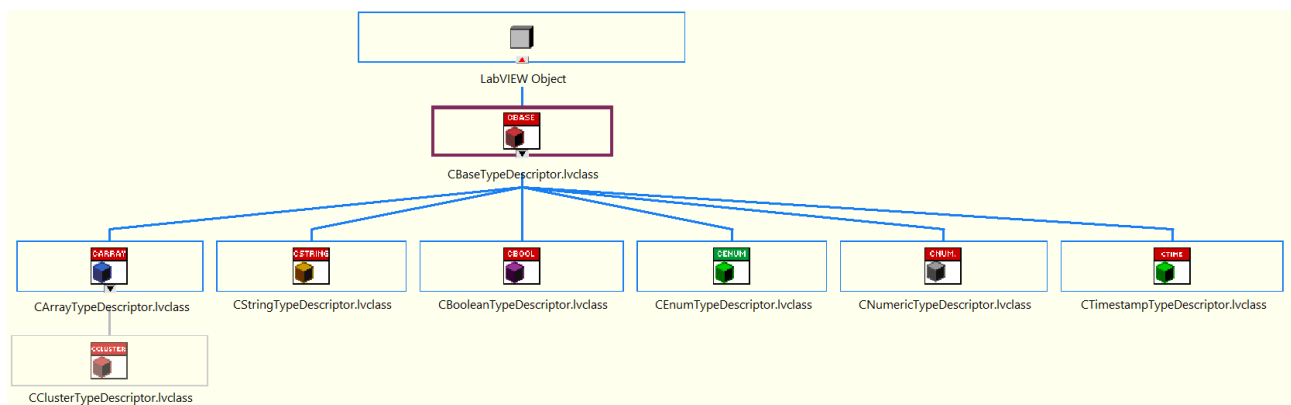 LabVIEW Object
CBASE
CBaseTypeDescriptor.lvclass
CARRAY
CSTRING
CBOOL
CENUM
CNUM.
CTIME
CArrayTypeDescriptor.lvclass
CStringTypeDescriptor.lvclass
CBooleanTypeDescriptor.lvclass
CEnumTypeDescriptor.lvclass
CNumericTypeDescriptor.lvclass
CTimestampTypeDescriptor.lvclass
CCLUSTER
CClusterTypeDescriptor.lvclass